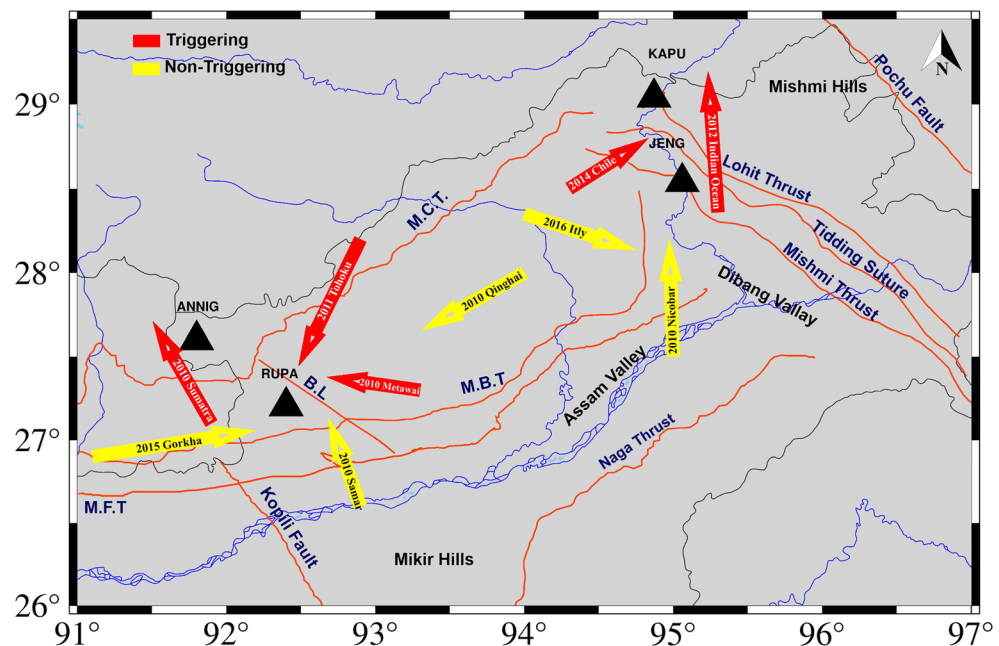 Triggering
Non-Triggering
KAPU
Mishmi Hills
Pochu Fault
N
29°
JENG
2012 Indian Ocean
2014 Chile
Lohit Thrust
M.C.T.
2016 Itly
Tidding Suture
Mishmi Thrust
28°
2011 Tohoku
2010 Qinghai
2010 Nicobar
Dibang Vallay
ANNIG
2010 Sumatra
RUPA
B.L
2010 Metawai
M.B.T
Assam Valley
27°
2015 Gorkha
2010 Samar
Naga Thrust
M.F.T
Kopili Fault
Mikir Hills
26°
91°
92°
93°
94°
95°
96°
97°